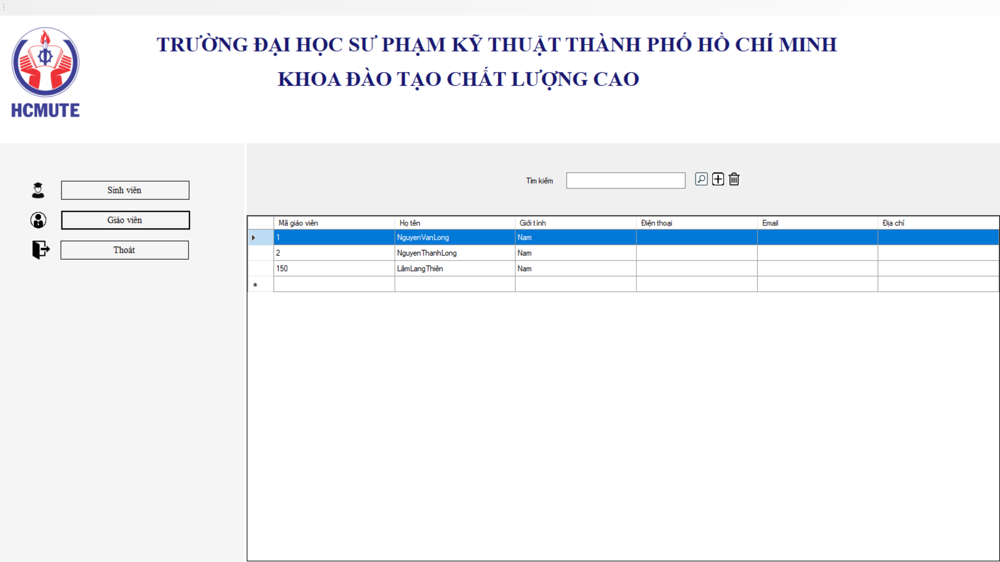 TRƯỜNG ĐẠI HỌC SƯ PHẠM KỸ THUẬT THÀNH PHỐ HỒ CHÍ MINH
KHOA ĐÀO TẠO CHẤT LƯỢNG CAO
HCMUTE
Sinh viên
Giáo viên
Thoát
Tìm kiếm
Mã giáo viên Họ tên Giới tính Điện thoại Email Địa chỉ
1 NguyenVanLong Nam
2 NguyenThanhLong Nam
150 LâmLangThiên Nam